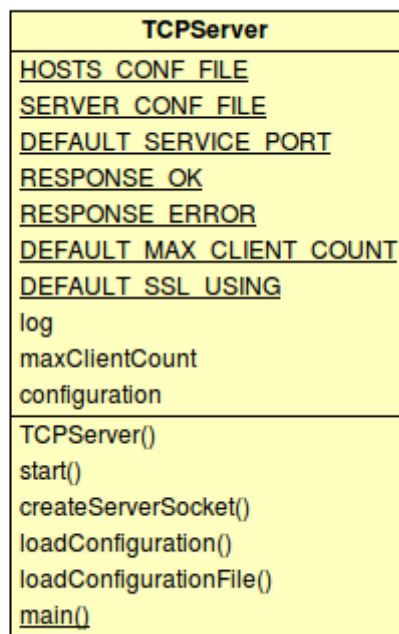 TCPServer
HOSTS_CONF_FILE
SERVER_CONF_FILE
DEFAULT_SERVICE_PORT
RESPONSE_OK
RESPONSE_ERROR
DEFAULT_MAX_CLIENT_COUNT
DEFAULT_SSL_USING
log
maxClientCount
configuration
TCPServer()
start()
createServerSocket()
loadConfiguration()
loadConfigurationFile()
main()